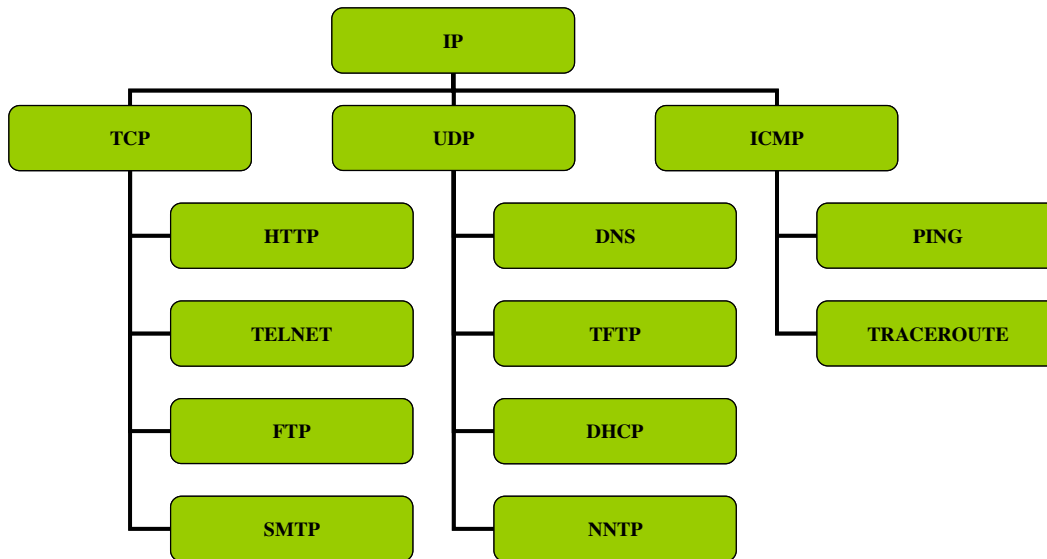 IP
TCP
UDP
ICMP
HTTP
DNS
PING
TELNET
TFTP
TRACEROUTE
FTP
DHCP
SMTP
NNTP